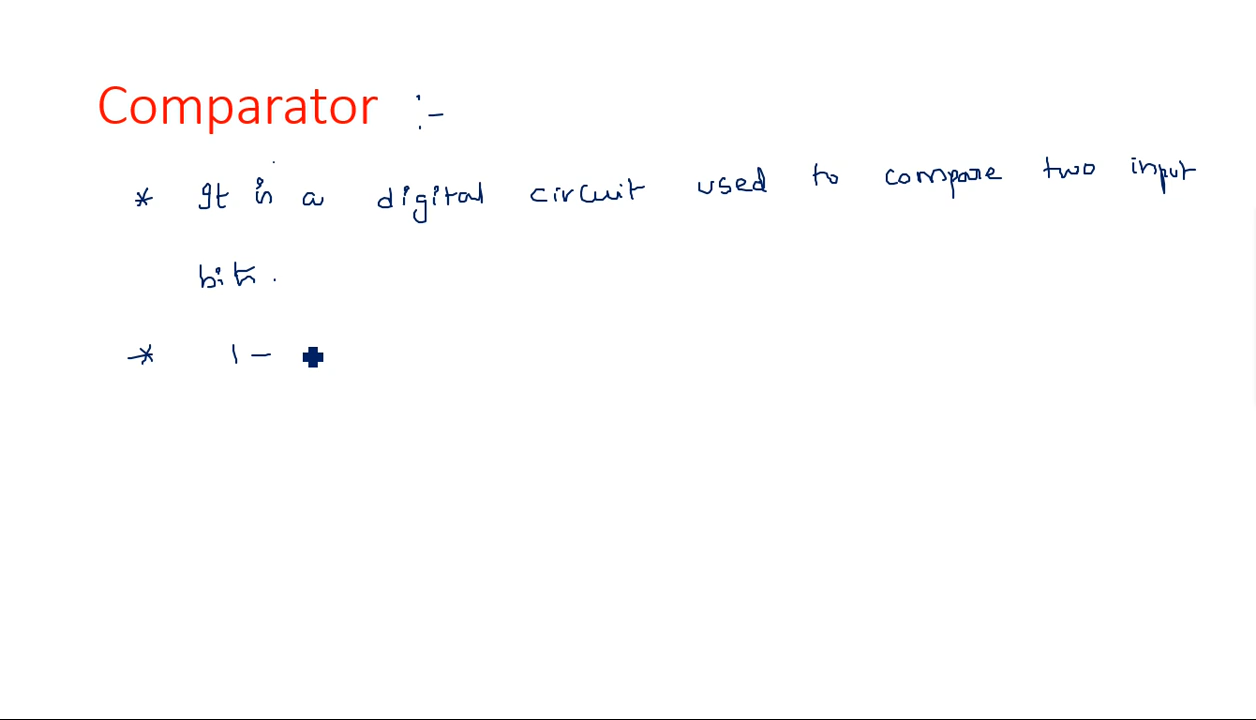 Comparator :-
* It is a digital circuit used to compare two input
bits.
* 1-